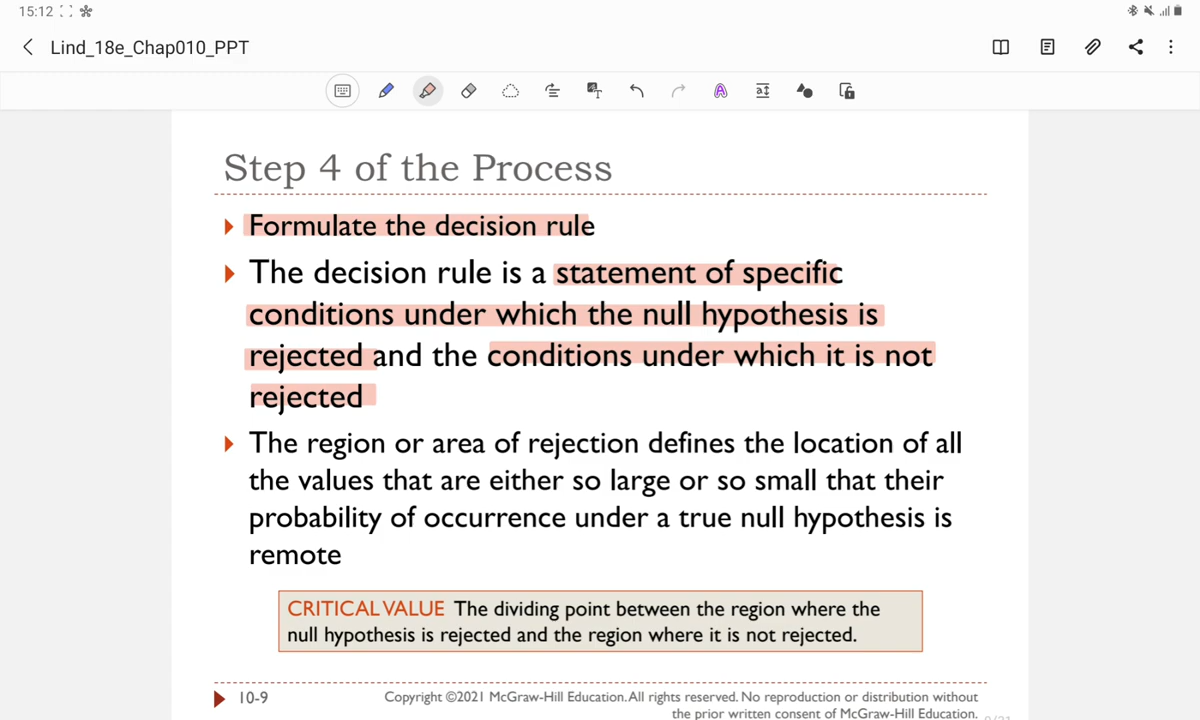 15:12
Lind_18e_Chap010_PPT
Step 4 of the Process
Formulate the decision rule
The decision rule is a statement of specific
conditions under which the null hypothesis is
rejected and the conditions under which it is not
rejected
The region or area of rejection defines the location of all
the values that are either so large or so small that their
probability of occurrence under a true null hypothesis is
remote
CRITICAL VALUE The dividing point between the region where the
null hypothesis is rejected and the region where it is not rejected.
10-9
Copyright ©2021 McGraw-Hill Education. All rights reserved. No reproduction or distribution without
the prior written consent of McGraw-Hill Education.